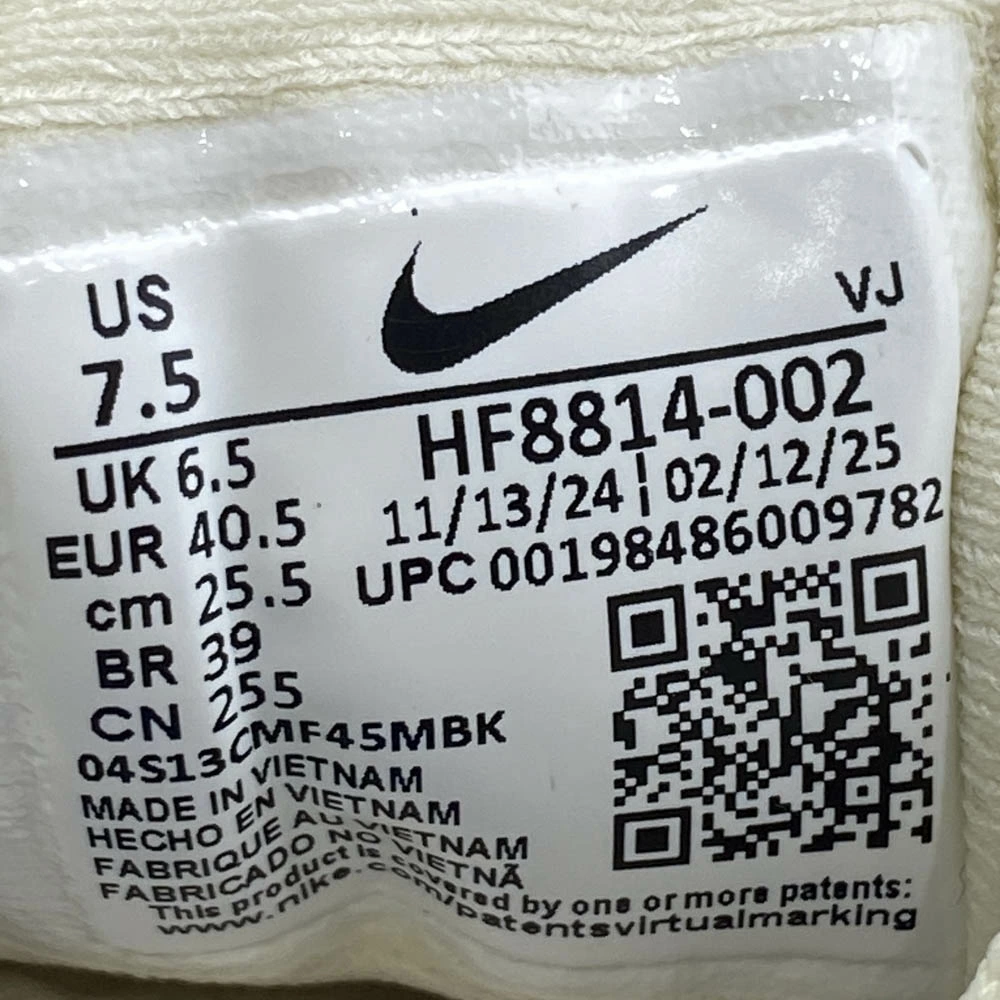 US
7.5
VJ
HF8814-002
UK 6.5
11/13/24 | 02/12/25
EUR 40.5
UPC 00198486009782
cm 25.5
BR 39
CN 255
04S13CMF45MBK
MADE IN VIETNAM
HECHO EN VIETNAM
FABRIQUE AU VIETNAM
FABRICADO NO VIETNÃ
This product is covered by one or more patents:
www.nike.com/patentsvirtualmarking